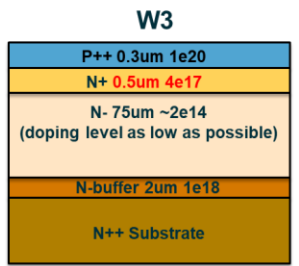 W3
P++ 0.3um 1e20
N+ 0.5um 4e17
N- 75um ~2e14
(doping level as low as possible)
N-buffer 2um 1e18
N++ Substrate